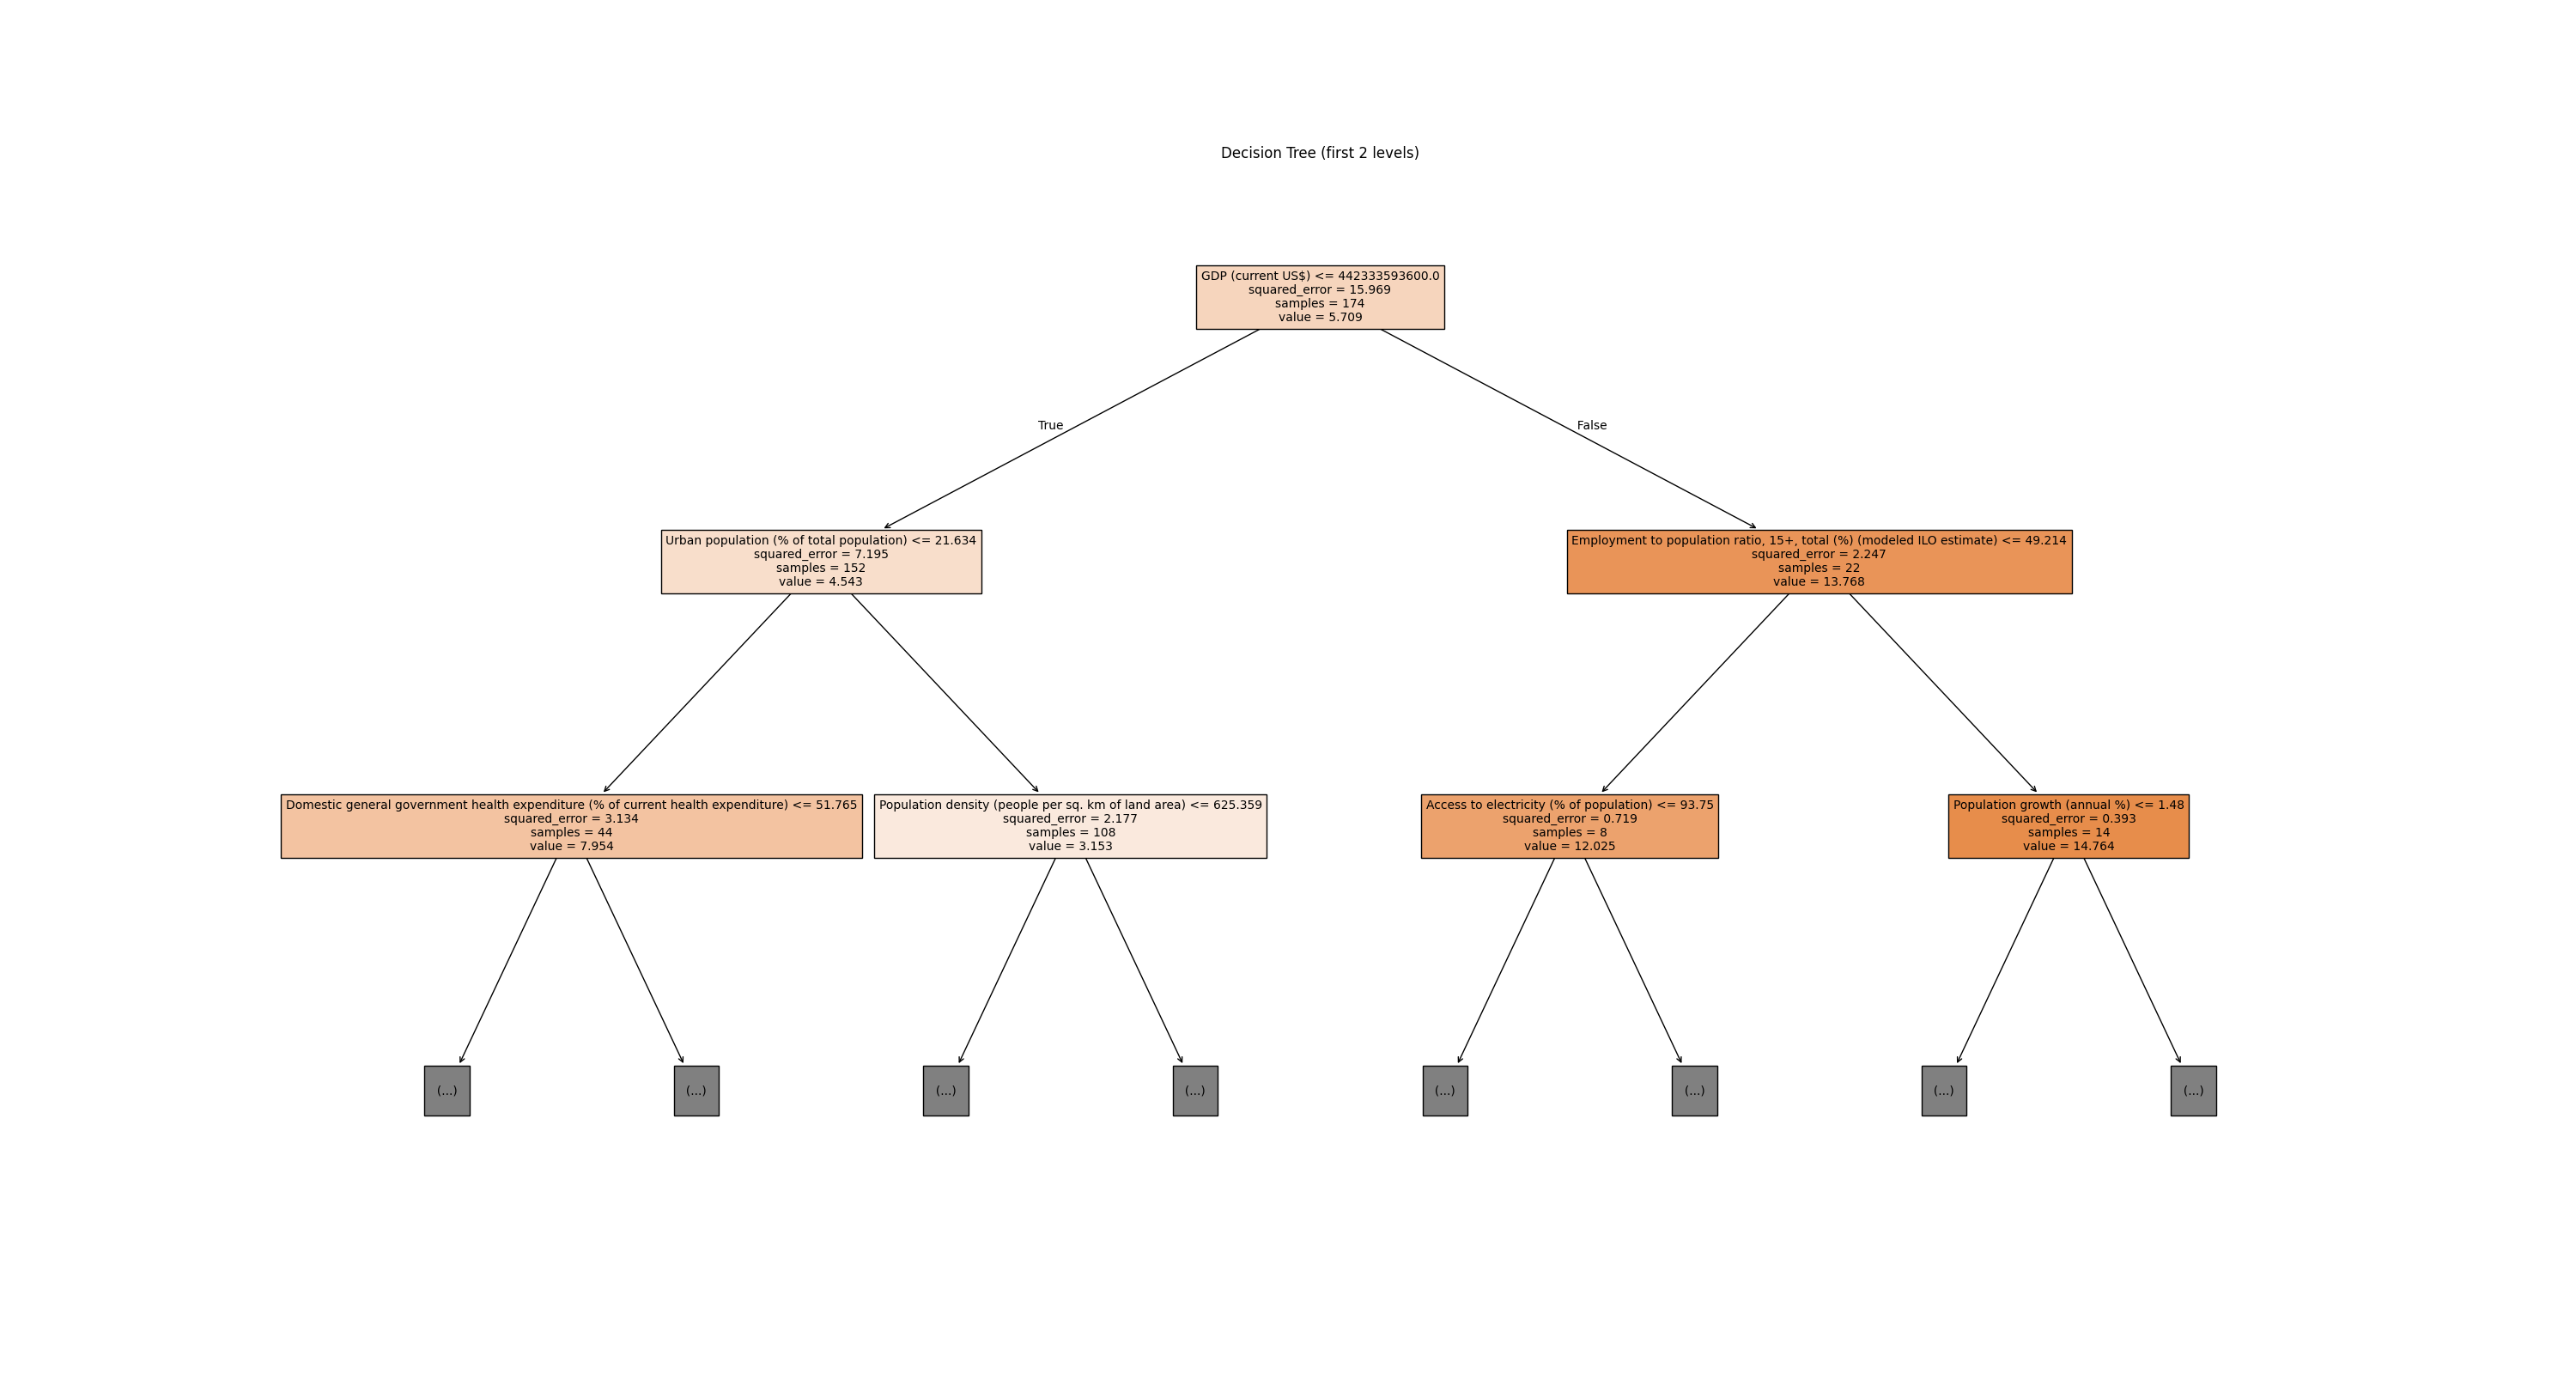 Decision Tree (first 2 levels)
GDP (current US$) <= 442333593600.0
squared_error = 15.969
samples = 174
value = 5.709
True
False
Urban population (% of total population) <= 21.634
squared_error = 7.195
samples = 152
value = 4.543
Employment to population ratio, 15+, total (%) (modeled ILO estimate) <= 49.214
squared_error = 2.247
samples = 22
value = 13.768
Domestic general government health expenditure (% of current health expenditure) <= 51.765
squared_error = 3.134
samples = 44
value = 7.954
Population density (people per sq. km of land area) <= 625.359
squared_error = 2.177
samples = 108
value = 3.153
Access to electricity (% of population) <= 93.75
squared_error = 0.719
samples = 8
value = 12.025
Population growth (annual %) <= 1.48
squared_error = 0.393
samples = 14
value = 14.764
(...)
(...)
(...)
(...)
(...)
(...)
(...)
(...)